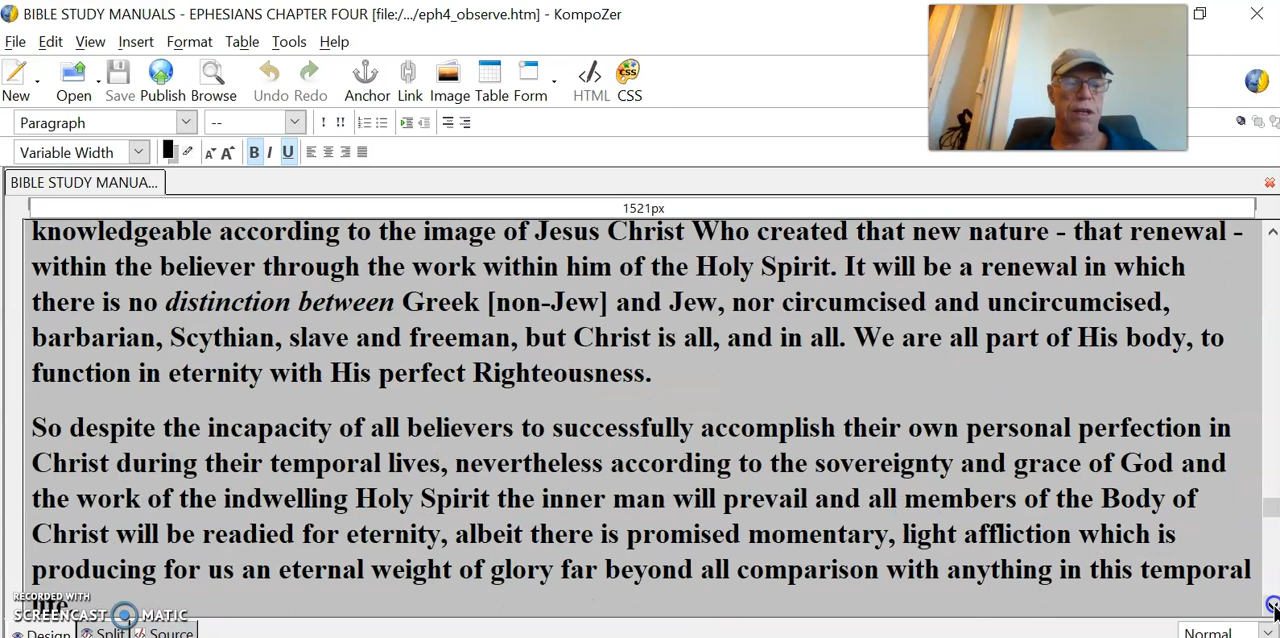 BIBLE STUDY MANUALS - EPHESIANS CHAPTER FOUR [file:/.../eph4_observe.htm] - KompoZer
File Edit View Insert Format Table Tools Help
New Open Save Publish Browse Undo Redo Anchor Link Image Table Form HTML CSS
Paragraph -- ! !!
Variable Width A A B I U
BIBLE STUDY MANUA...
1521px
knowledgeable according to the image of Jesus Christ Who created that new nature - that renewal -
within the believer through the work within him of the Holy Spirit. It will be a renewal in which
there is no distinction between Greek [non-Jew] and Jew, nor circumcised and uncircumcised,
barbarian, Scythian, slave and freeman, but Christ is all, and in all. We are all part of His body, to
function in eternity with His perfect Righteousness.
So despite the incapacity of all believers to successfully accomplish their own personal perfection in
Christ during their temporal lives, nevertheless according to the sovereignty and grace of God and
the work of the indwelling Holy Spirit the inner man will prevail and all members of the Body of
Christ will be readied for eternity, albeit there is promised momentary, light affliction which is
producing for us an eternal weight of glory far beyond all comparison with anything in this temporal
life.
RECORDED WITH
SCREENCAST MATIC
Design Split Source Normal